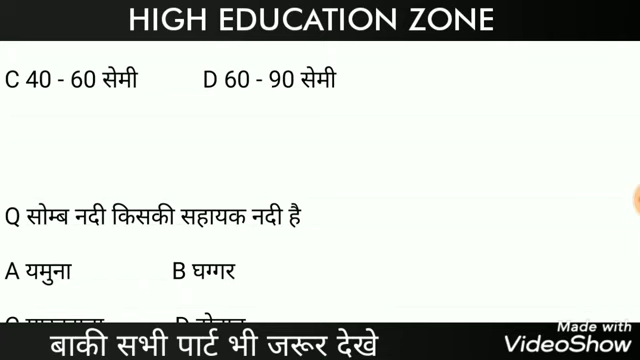 HIGH EDUCATION ZONE
C 40 - 60 सेमी D 60 - 90 सेमी
Q सोम्ब नदी किसकी सहायक नदी है
A यमुना B घग्गर
Made with
VideoShow
बाकी सभी पार्ट भी जरूर देखे